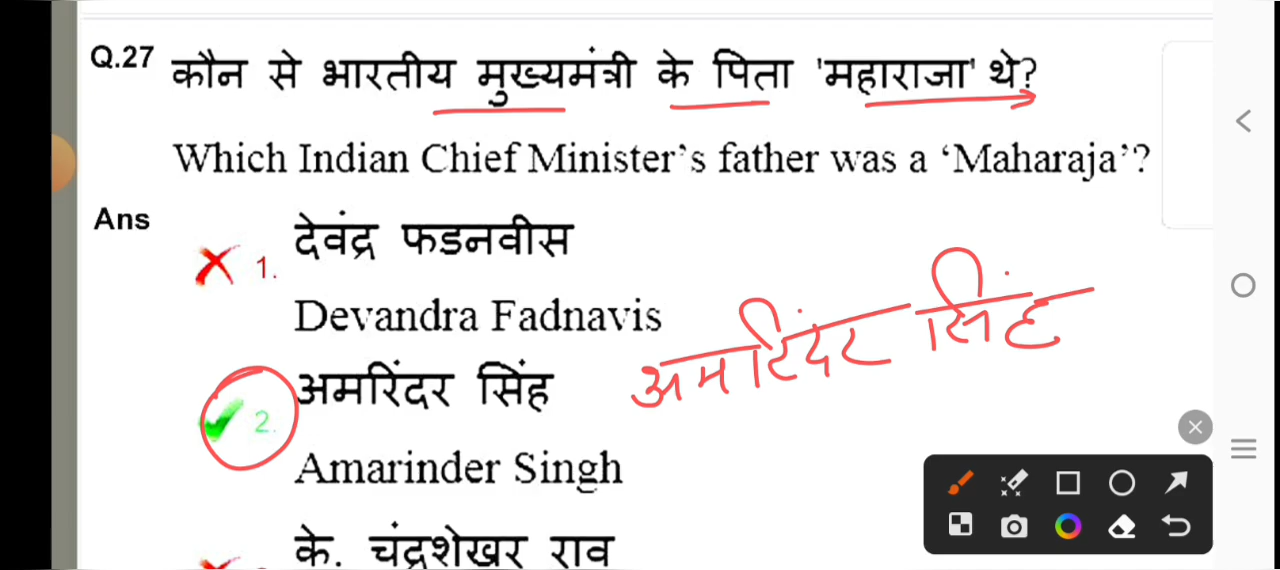 Q.27 कौन से भारतीय मुख्यमंत्री के पिता 'महाराजा' थे?
Which Indian Chief Minister's father was a ‘Maharaja’?
Ans
1. देवंद्र फडनवीस
Devandra Fadnavis
2. अमरिंदर सिंह
अमरिंदर सिंह
Amarinder Singh
के. चंद्रशेखर राव